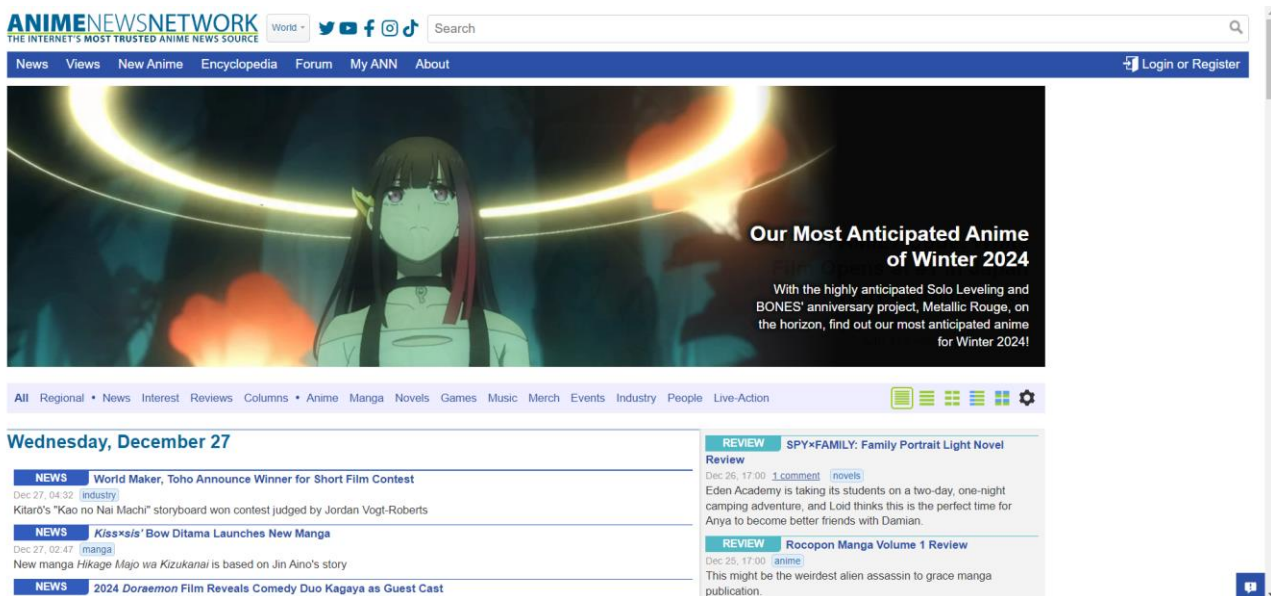 ANIMENEWSNETWORK
THE INTERNET'S MOST TRUSTED ANIME NEWS SOURCE
World
Search
News Views New Anime Encyclopedia Forum My ANN About
Login or Register
Our Most Anticipated Anime
of Winter 2024
With the highly anticipated Solo Leveling and
BONES' anniversary project, Metallic Rouge, on
the horizon, find out our most anticipated anime
for Winter 2024!
All Regional • News Interest Reviews Columns • Anime Manga Novels Games Music Merch Events Industry People Live-Action
Wednesday, December 27
NEWS World Maker, Toho Announce Winner for Short Film Contest
Dec 27, 04:32 industry
Kitarō's "Kao no Nai Machi" storyboard won contest judged by Jordan Vogt-Roberts
NEWS Kiss×sis' Bow Ditama Launches New Manga
Dec 27, 02:47 manga
New manga Hikage Majo wa Kizukanai is based on Jin Aino's story
NEWS 2024 Doraemon Film Reveals Comedy Duo Kagaya as Guest Cast
REVIEW SPY×FAMILY: Family Portrait Light Novel
Review
Dec 26, 17:00 1 comment novels
Eden Academy is taking its students on a two-day, one-night
camping adventure, and Loid thinks this is the perfect time for
Anya to become better friends with Damian.
REVIEW Rocopon Manga Volume 1 Review
Dec 25, 17:00 anime
This might be the weirdest alien assassin to grace manga
publication.